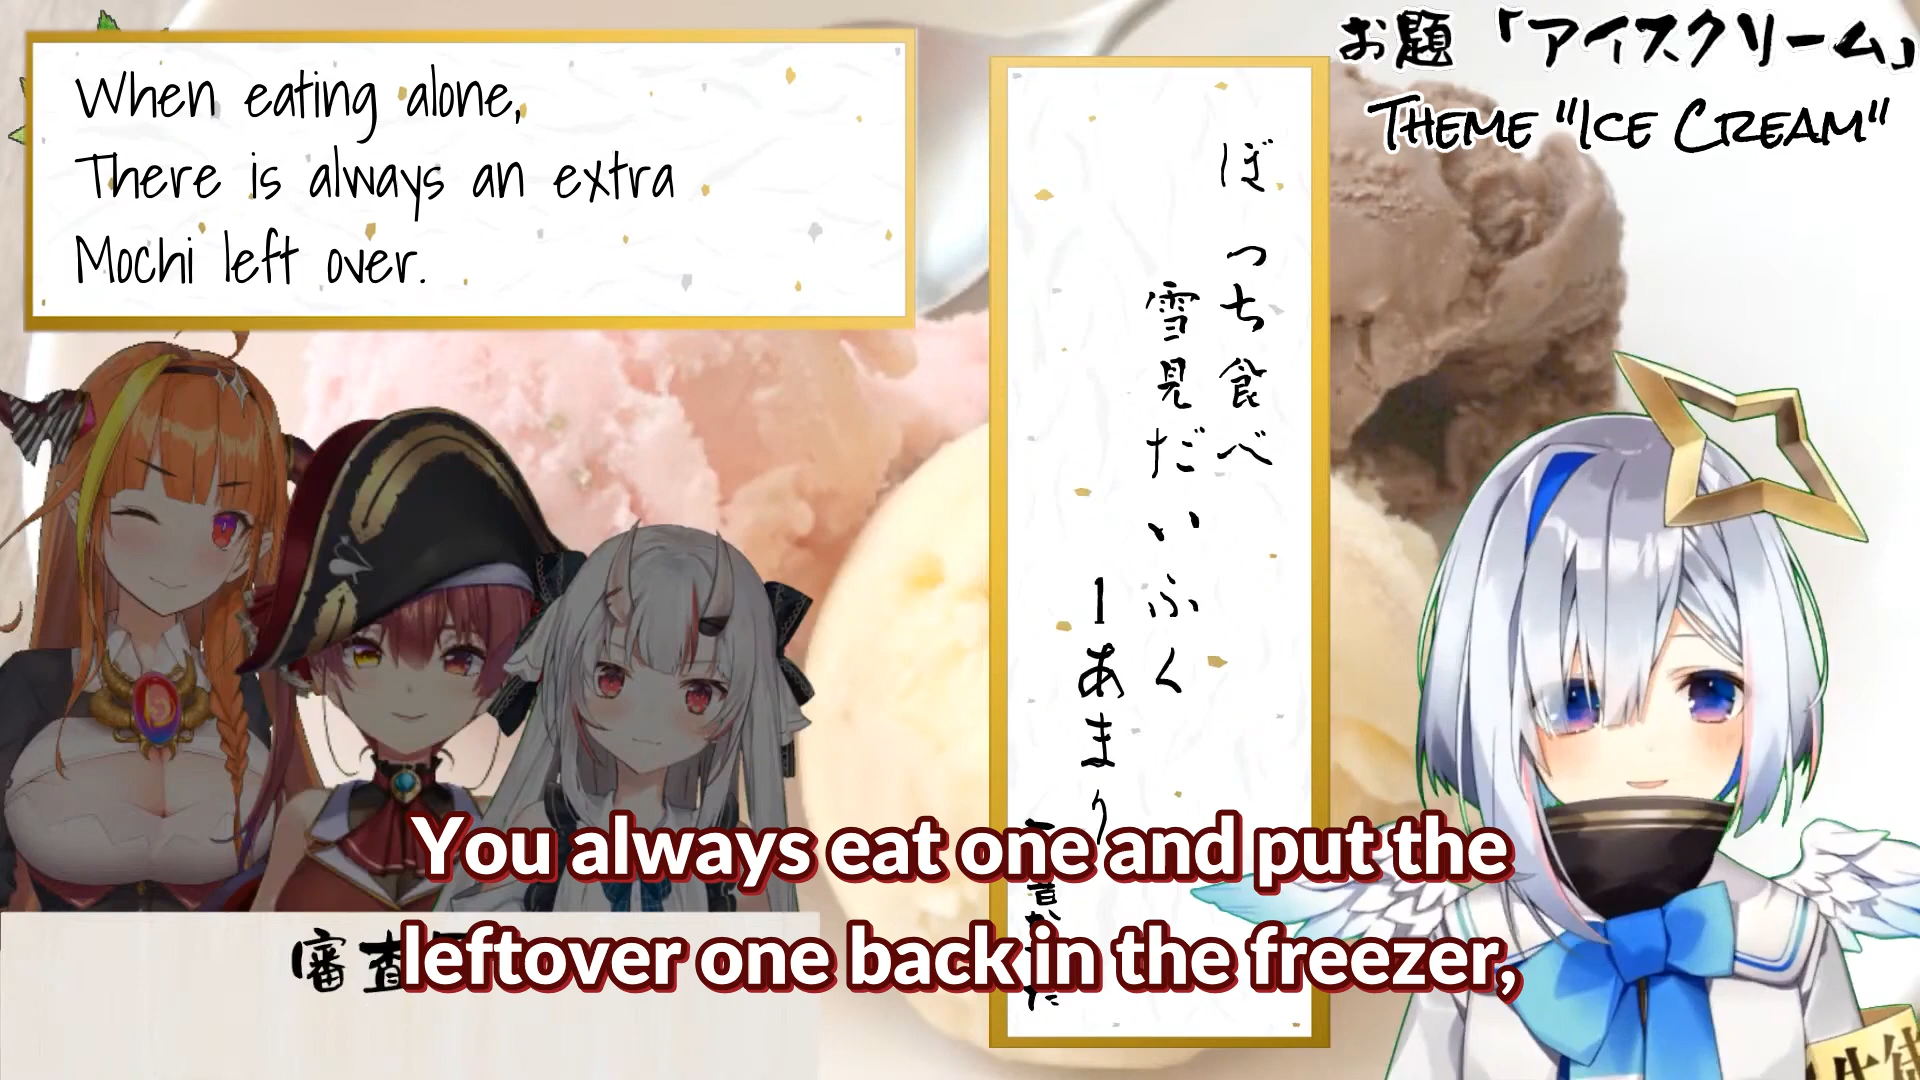 When eating alone,
There is always an extra
Mochi left over.
お題「アイスクリーム」
THEME "ICE CREAM"
ぼっち食べ
雪見だいふく
1あまり
You always eat one and put the
leftover one back in the freezer,
審査